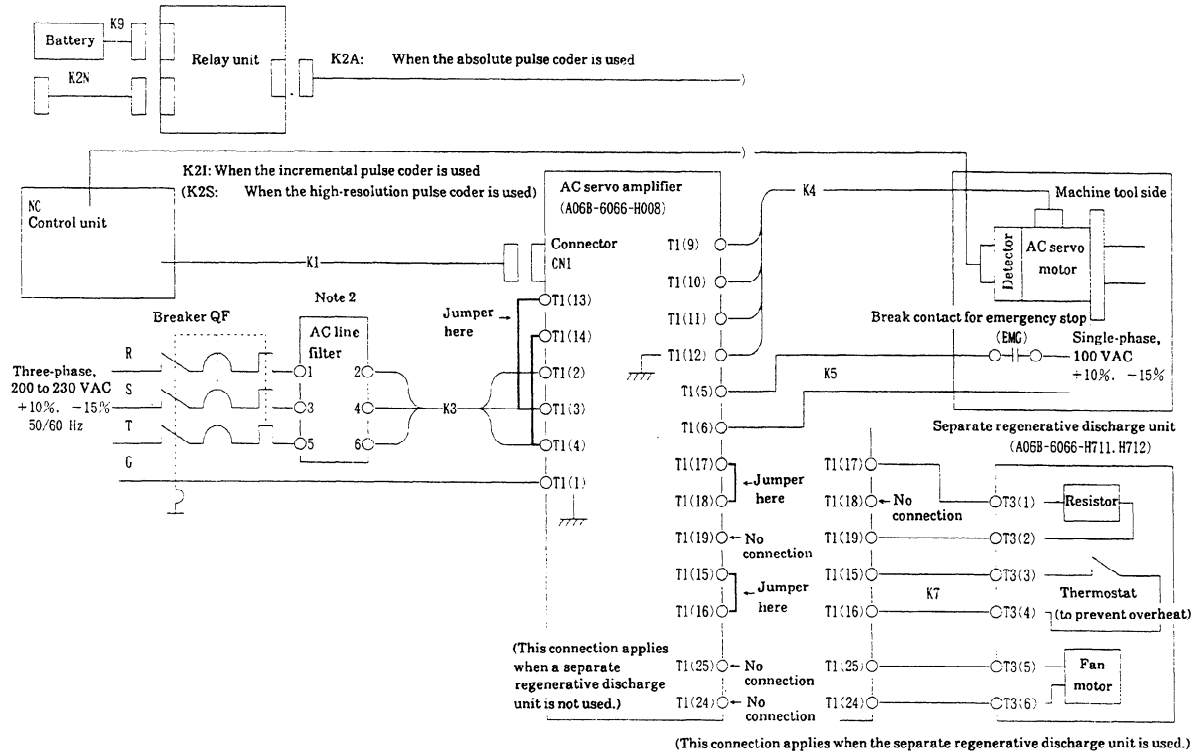 K9
Battery
Relay unit
K2A: When the absolute pulse coder is used
K2N
K2I: When the incremental pulse coder is used
(K2S: When the high-resolution pulse coder is used)
AC servo amplifier
(A06B-6066-H008)
K4
Machine tool side
NC
Control unit
Connector
CN1
K1
T1(9)
T1(10)
T1(11)
T1(12)
T1(5)
T1(6)
Detector
AC servo
motor
Note 2
Breaker QF
AC line
filter
Jumper
here
T1(13)
T1(14)
T1(2)
T1(3)
T1(4)
T1(1)
Break contact for emergency stop
(EMG)
Single-phase,
100 VAC
+10%. -15%
K5
Three-phase,
200 to 230 VAC
+10%. -15%
50/60 Hz
R
S
T
G
1
2
3
4
5
6
K3
Separate regenerative discharge unit
(A06B-6066-H711.H712)
T1(17)
T1(18)
Jumper
here
T1(19)
No
connection
T1(15)
T1(16)
Jumper
here
T1(25)
No
connection
T1(24)
No
connection
T1(17)
T1(18)
No
connection
T1(19)
T1(15)
K7
T1(16)
T1(25)
T1(24)
T3(1)
Resistor
T3(2)
T3(3)
Thermostat
(to prevent overheat)
T3(4)
T3(5)
Fan
motor
T3(6)
(This connection applies
when a separate
regenerative discharge
unit is not used.)
(This connection applies when the separate regenerative discharge unit is used.)